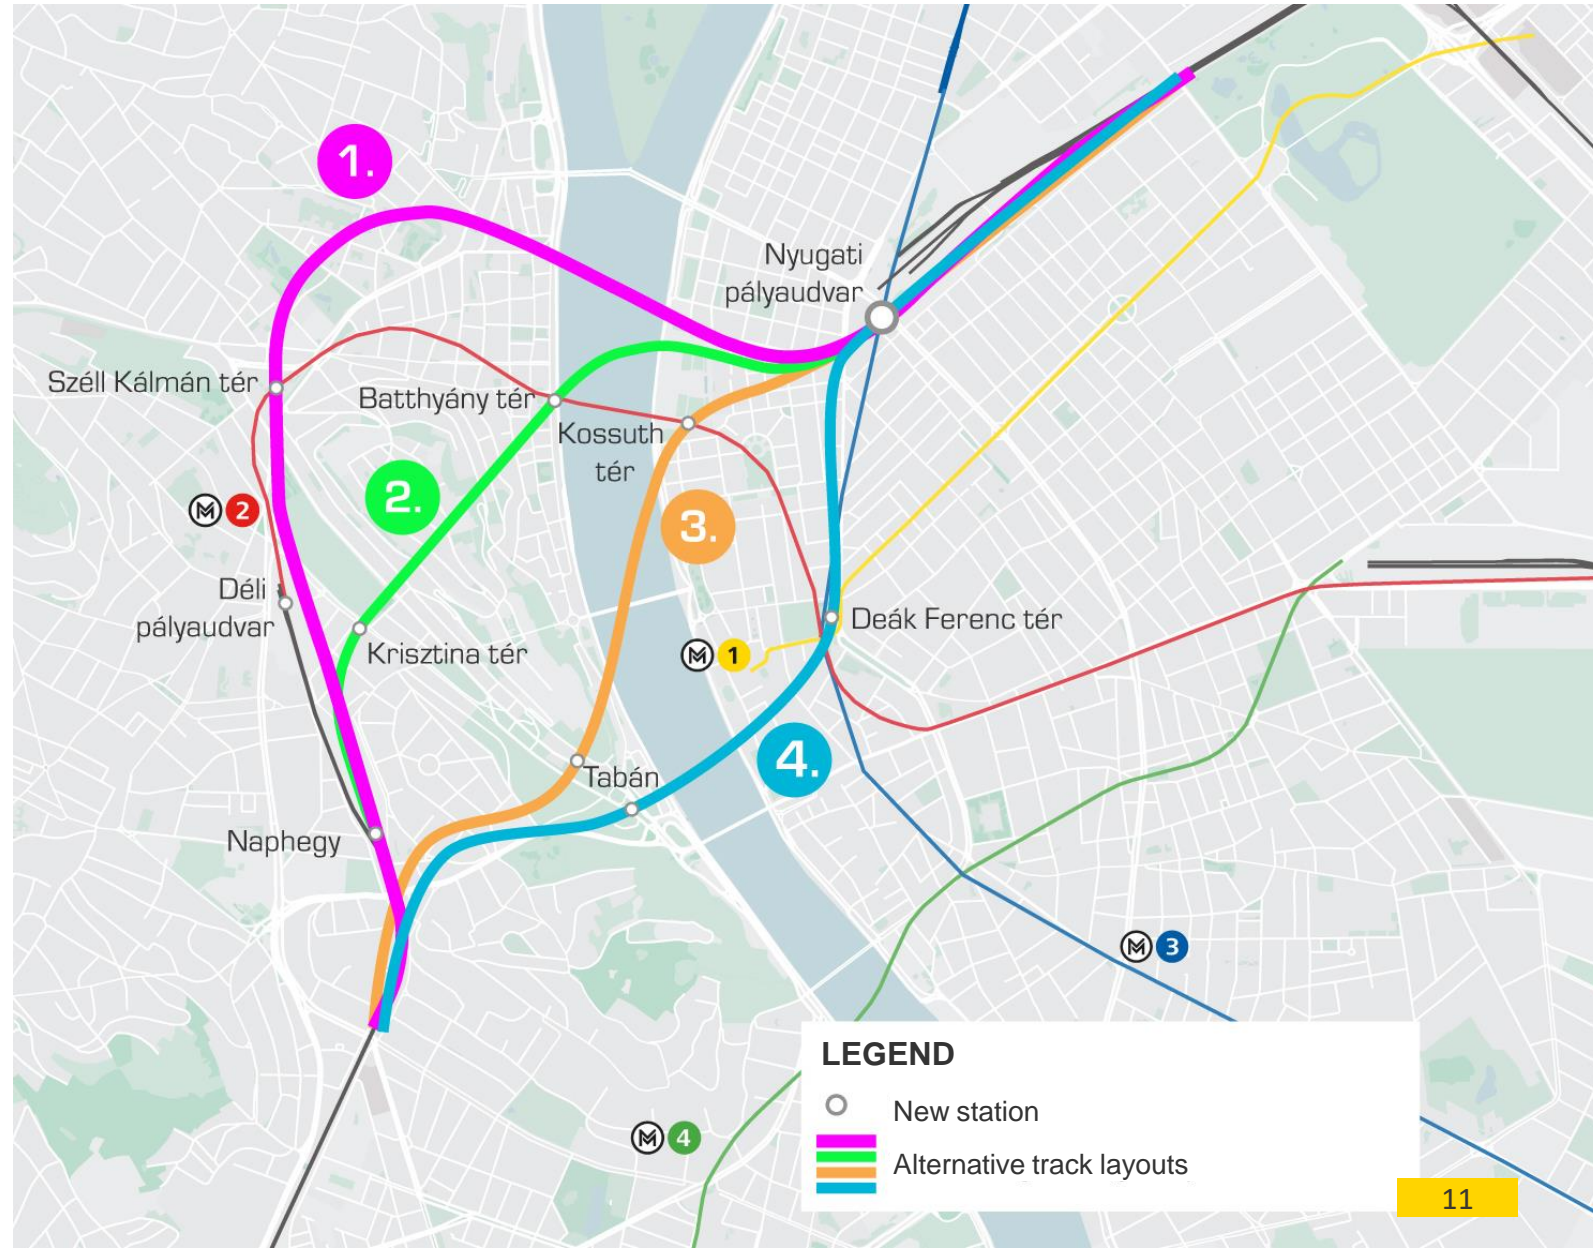 1.
Nyugati
pályaudvar
Széll Kálmán tér
Batthyány tér
Kossuth
tér
2.
M 2
3.
Déli
pályaudvar
Krisztina tér
M 1
Deák Ferenc tér
4.
Tabán
Naphegy
M 3
M 4
LEGEND
New station
Alternative track layouts
11